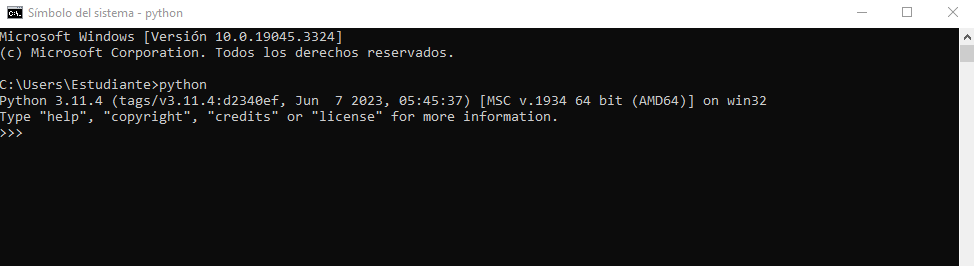 Símbolo del sistema - python
Microsoft Windows [Versión 10.0.19045.3324]
(c) Microsoft Corporation. Todos los derechos reservados.
C:\Users\Estudiante>python
Python 3.11.4 (tags/v3.11.4:d2340ef, Jun  7 2023, 05:45:37) [MSC v.1934 64 bit (AMD64)] on win32
Type "help", "copyright", "credits" or "license" for more information.
>>>